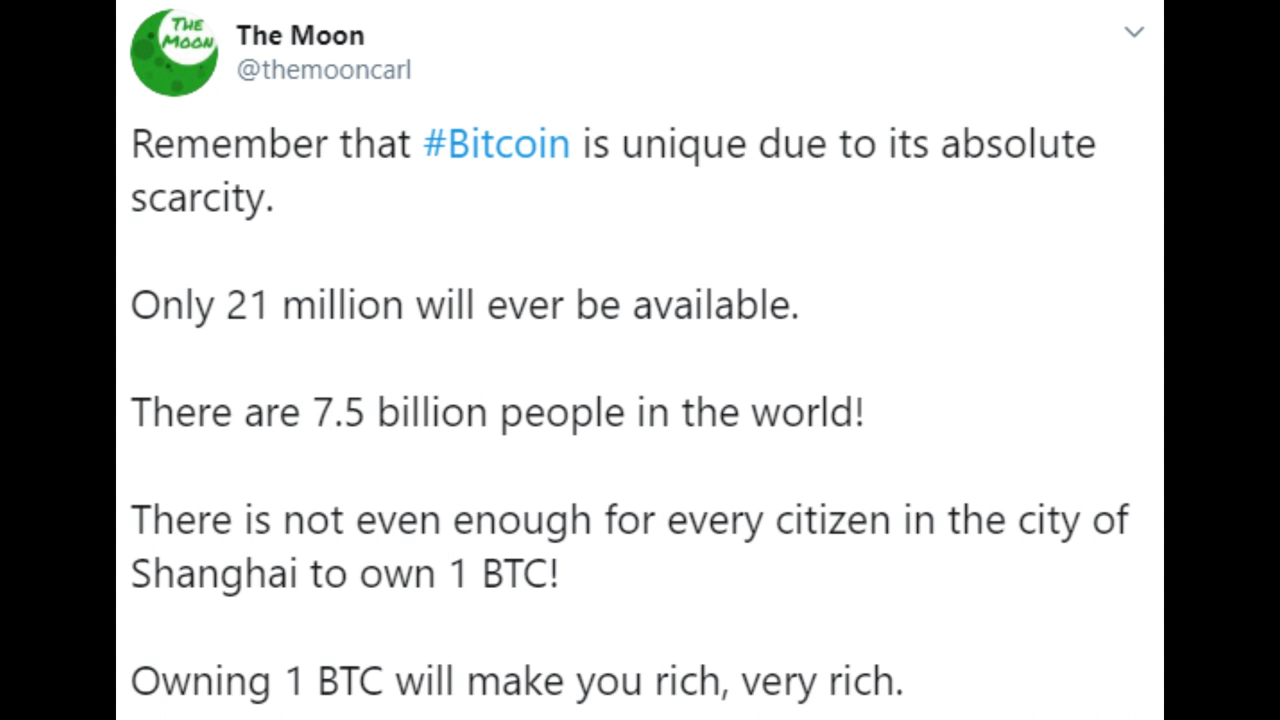 THE
MOON
The Moon
@themooncarl
Remember that #Bitcoin is unique due to its absolute
scarcity.
Only 21 million will ever be available.
There are 7.5 billion people in the world!
There is not even enough for every citizen in the city of
Shanghai to own 1 BTC!
Owning 1 BTC will make you rich, very rich.